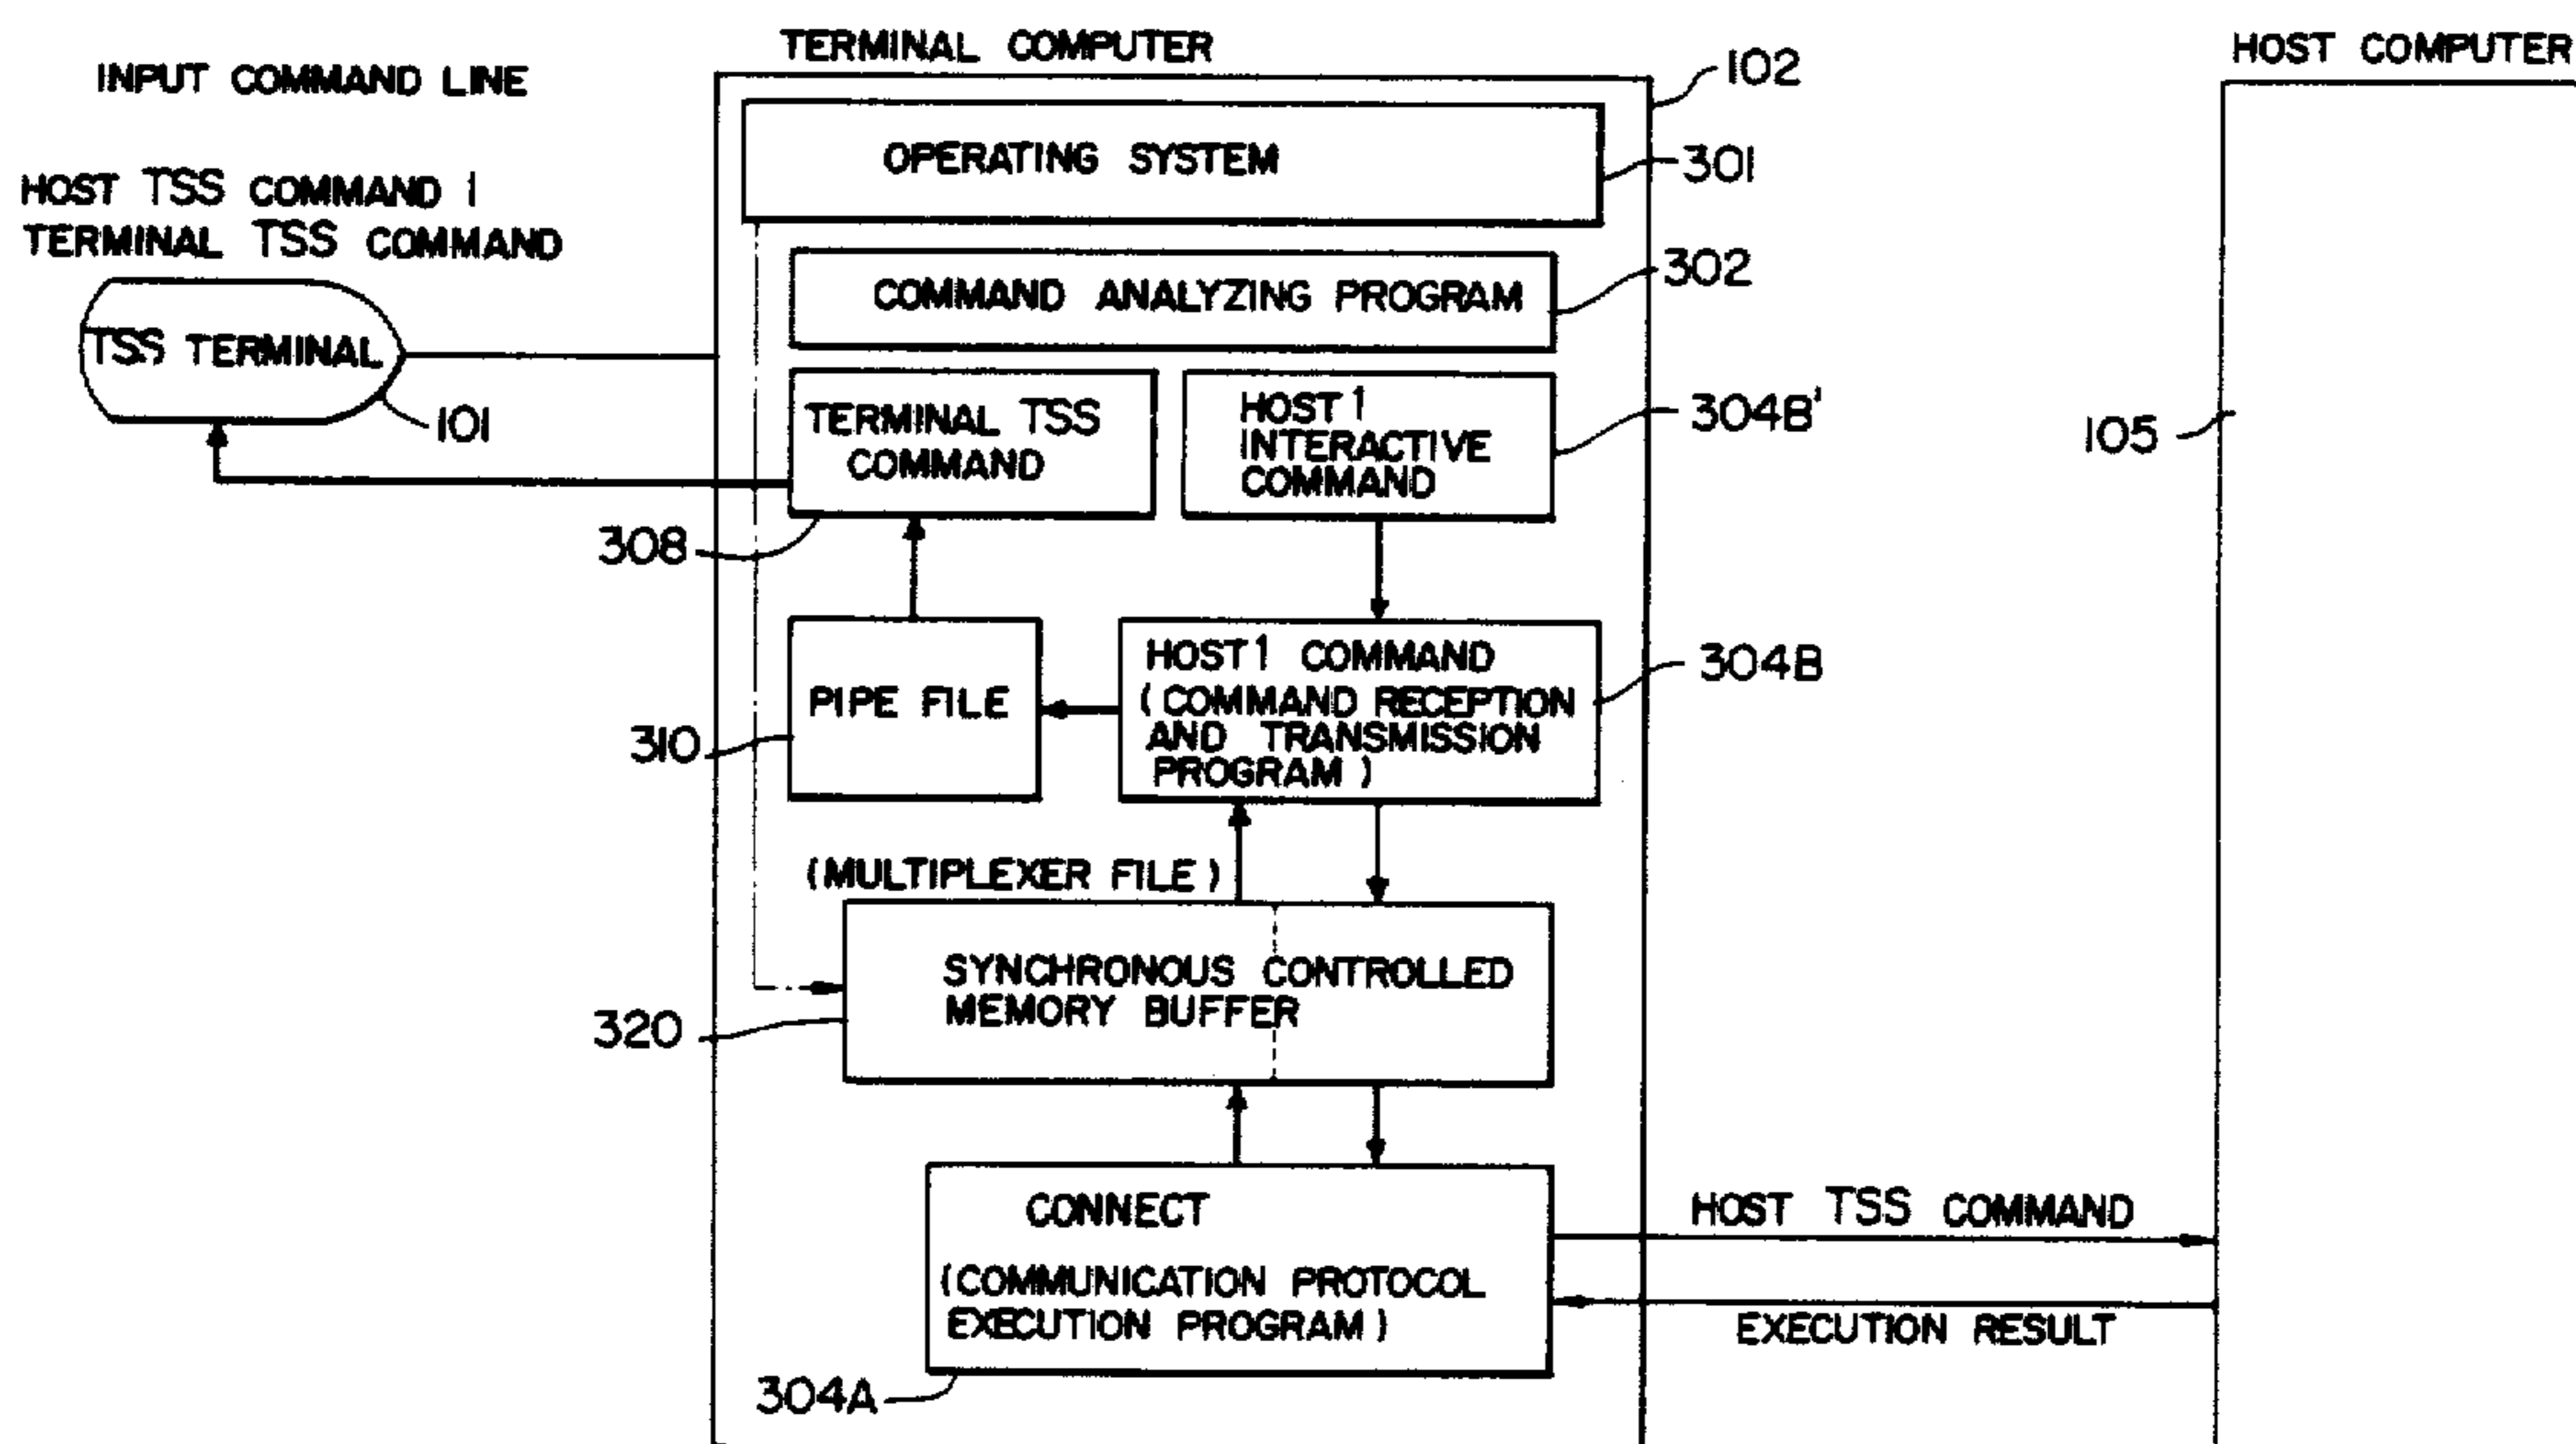 TERMINAL COMPUTER
HOST COMPUTER
INPUT COMMAND LINE
102
OPERATING SYSTEM
301
HOST TSS COMMAND |
TERMINAL TSS COMMAND
COMMAND ANALYZING PROGRAM
302
TSS TERMINAL
101
TERMINAL TSS
COMMAND
HOST 1
INTERACTIVE
COMMAND
304B'
105
308
HOST 1 COMMAND
(COMMAND RECEPTION
AND TRANSMISSION
PROGRAM)
304B
PIPE FILE
310
(MULTIPLEXER FILE)
SYNCHRONOUS CONTROLLED
MEMORY BUFFER
320
CONNECT
(COMMUNICATION PROTOCOL
EXECUTION PROGRAM)
304A
HOST TSS COMMAND
EXECUTION RESULT